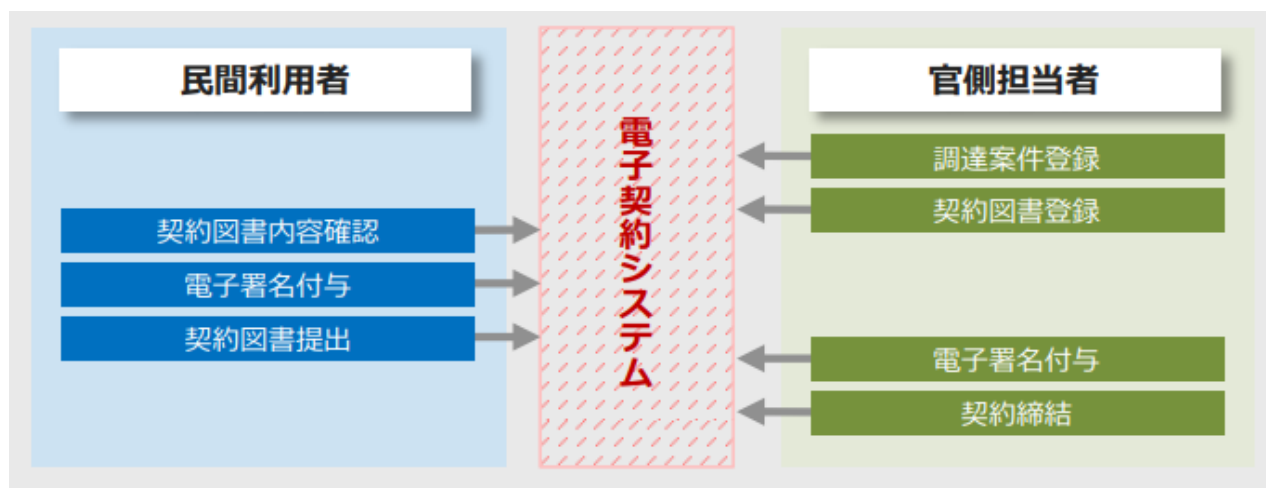 民間利用者
契約図書内容確認
電子署名付与
契約図書提出
電子契約システム
官側担当者
調達案件登録
契約図書登録
電子署名付与
契約締結